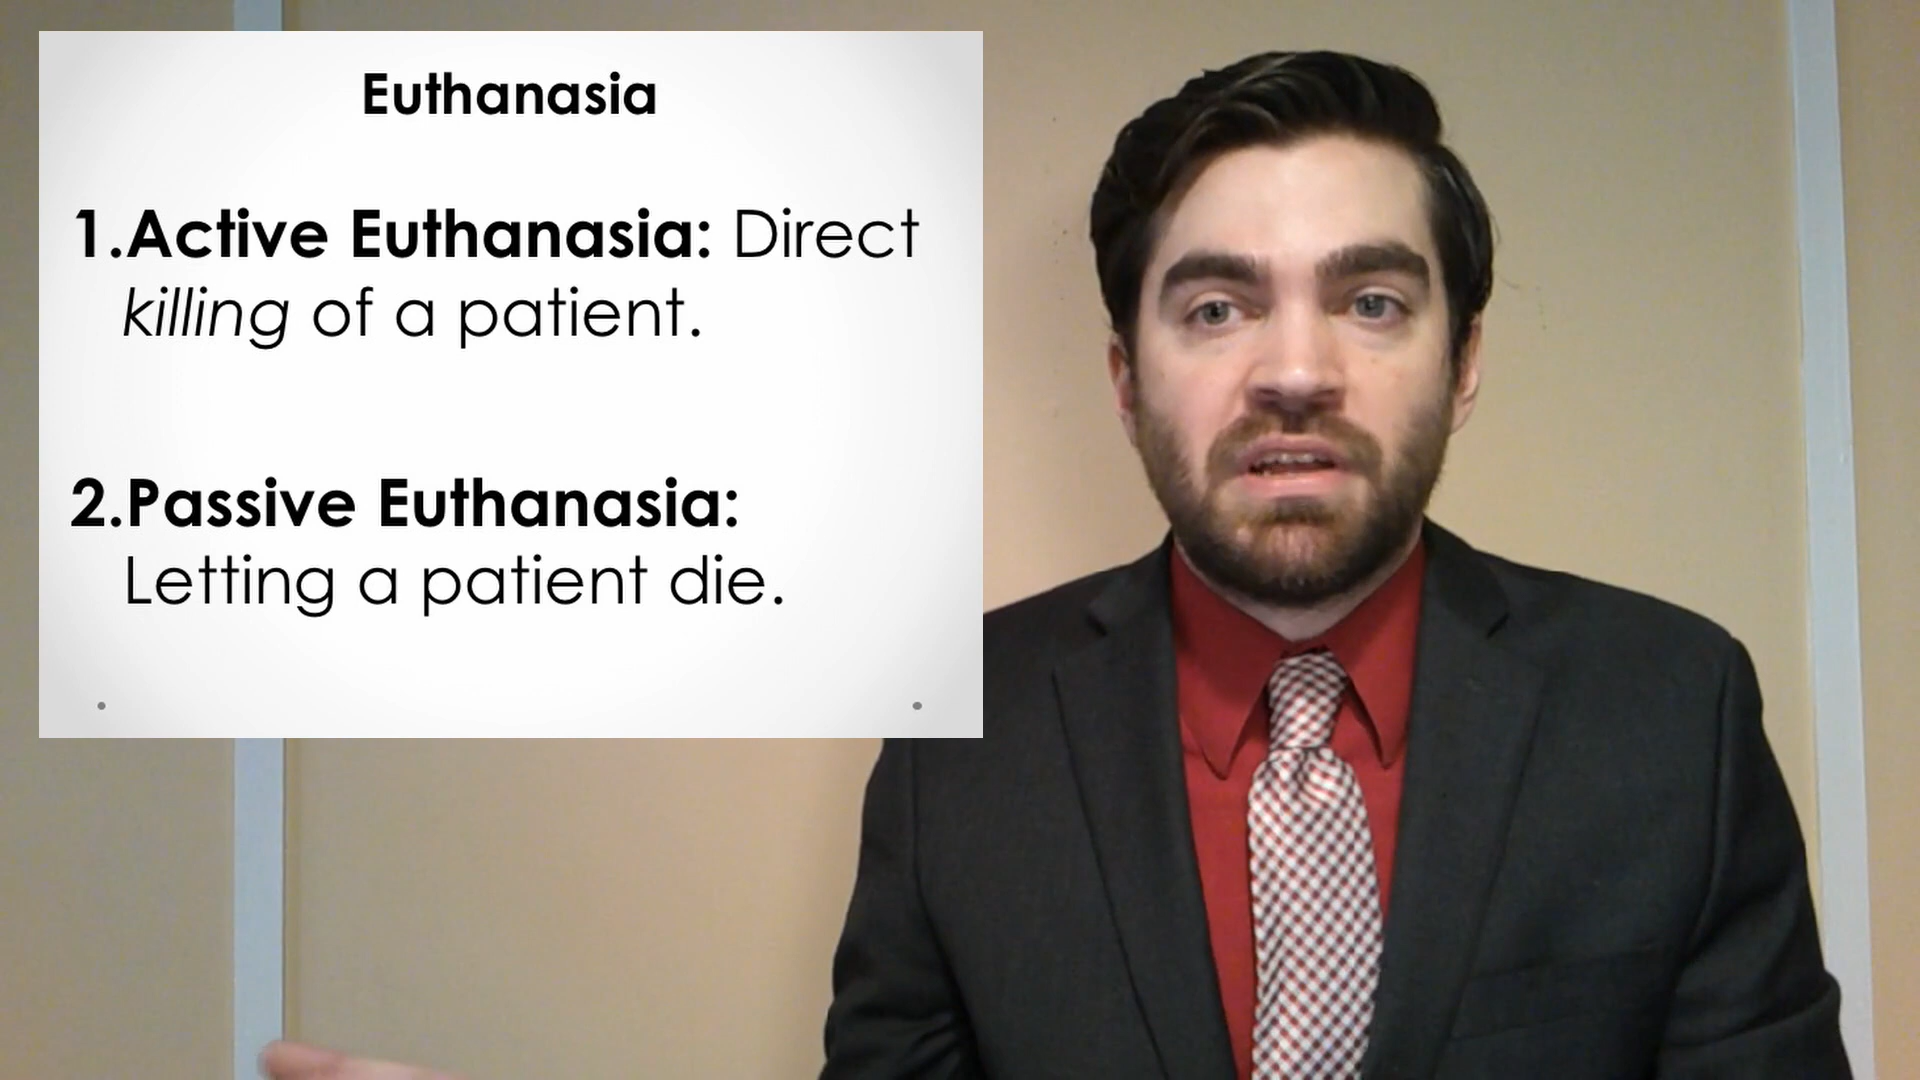 Euthanasia
1.Active Euthanasia: Direct
killing of a patient.
2.Passive Euthanasia:
Letting a patient die.